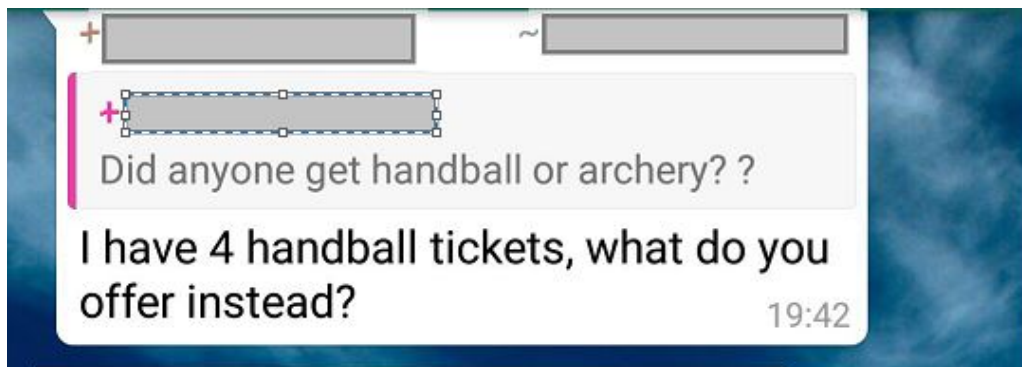 + ~
+
Did anyone get handball or archery? ?
I have 4 handball tickets, what do you
offer instead?
19:42